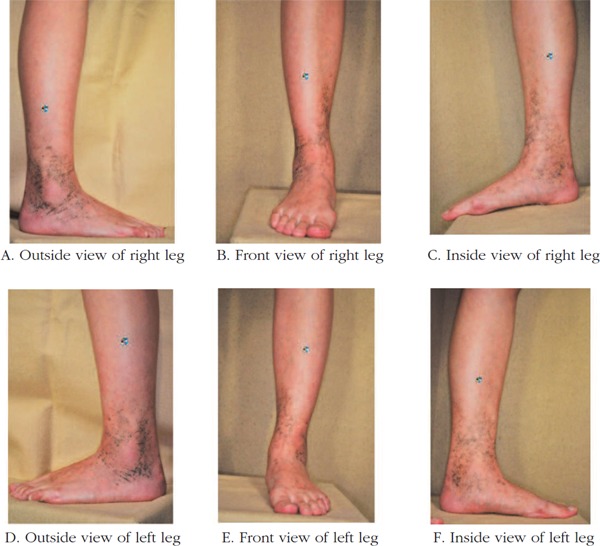 A. Outside view of right leg
B. Front view of right leg
C. Inside view of right leg
D. Outside view of left leg
E. Front view of left leg
F. Inside view of left leg